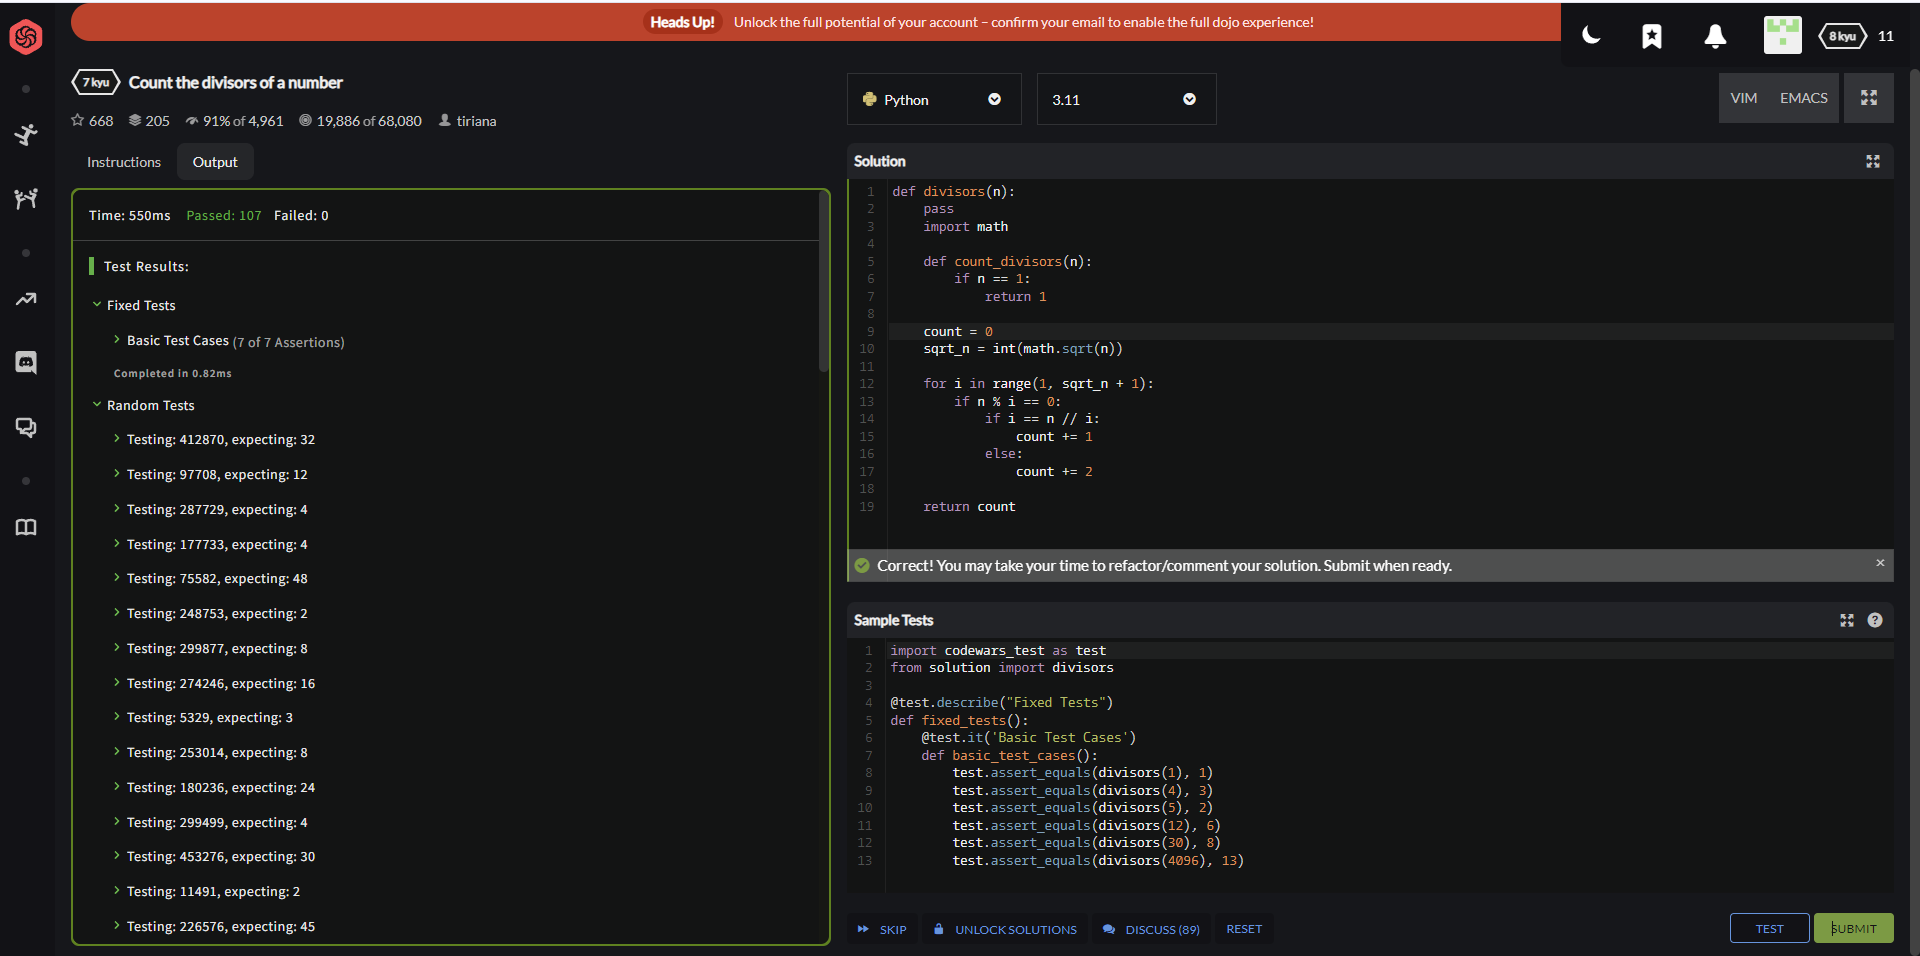 Heads Up! Unlock the full potential of your account – confirm your email to enable the full dojo experience!
8 kyu 11
7 kyu Count the divisors of a number
668 205 91% of 4,961 19,886 of 68,080 tiriana
Instructions Output
Time: 550ms Passed: 107 Failed: 0
Test Results:
Fixed Tests
Basic Test Cases (7 of 7 Assertions)
Completed in 0.82ms
Random Tests
Testing: 412870, expecting: 32
Testing: 97708, expecting: 12
Testing: 287729, expecting: 4
Testing: 177733, expecting: 4
Testing: 75582, expecting: 48
Testing: 248753, expecting: 2
Testing: 299877, expecting: 8
Testing: 274246, expecting: 16
Testing: 5329, expecting: 3
Testing: 253014, expecting: 8
Testing: 180236, expecting: 24
Testing: 299499, expecting: 4
Testing: 453276, expecting: 30
Testing: 11491, expecting: 2
Testing: 226576, expecting: 45
Python 3.11 VIM EMACS
Solution
1 def divisors(n):
2     pass
3     import math
4
5     def count_divisors(n):
6         if n == 1:
7             return 1
8
9     count = 0
10     sqrt_n = int(math.sqrt(n))
11
12     for i in range(1, sqrt_n + 1):
13         if n % i == 0:
14             if i == n // i:
15                 count += 1
16             else:
17                 count += 2
18
19     return count
Correct! You may take your time to refactor/comment your solution. Submit when ready. ×
Sample Tests ?
1 import codewars_test as test
2 from solution import divisors
3
4 @test.describe("Fixed Tests")
5 def fixed_tests():
6     @test.it('Basic Test Cases')
7     def basic_test_cases():
8         test.assert_equals(divisors(1), 1)
9         test.assert_equals(divisors(4), 3)
10         test.assert_equals(divisors(5), 2)
11         test.assert_equals(divisors(12), 6)
12         test.assert_equals(divisors(30), 8)
13         test.assert_equals(divisors(4096), 13)
SKIP UNLOCK SOLUTIONS DISCUSS (89) RESET TEST SUBMIT